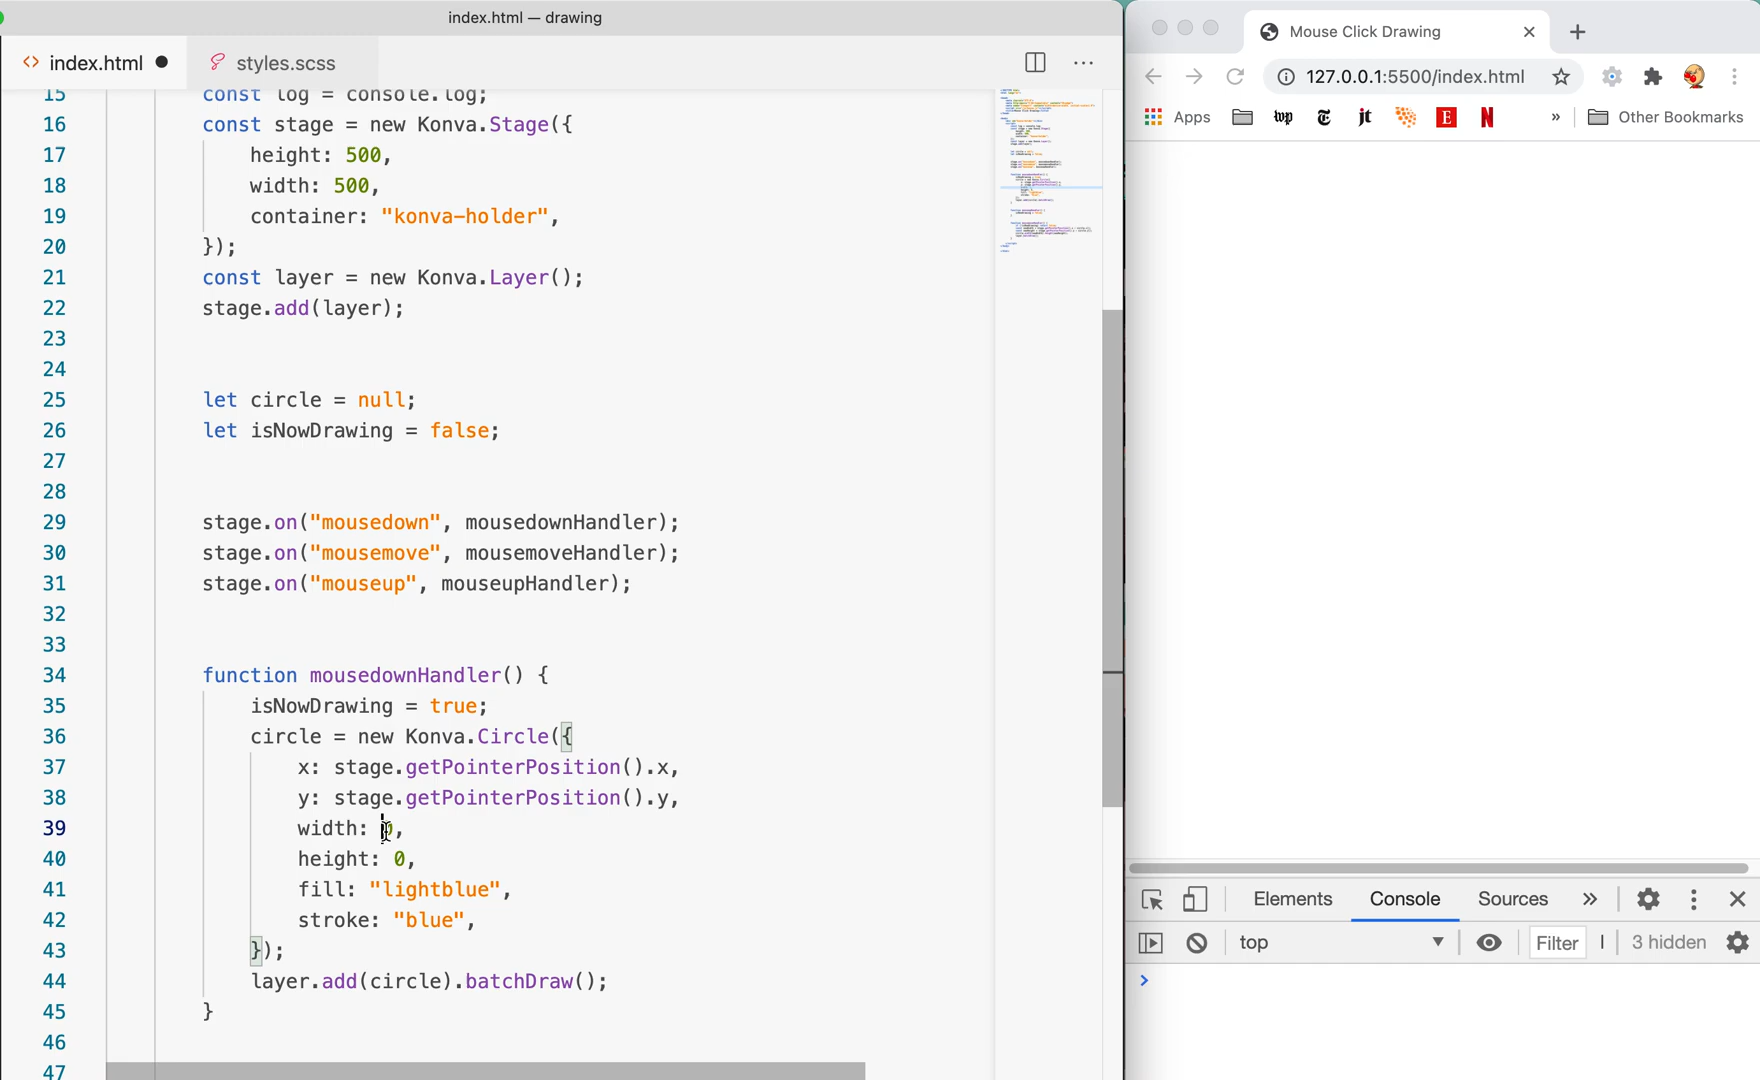 index.html — drawing
index.html
styles.scss
15 const log = console.log;
16 const stage = new Konva.Stage({
17 height: 500,
18 width: 500,
19 container: "konva-holder",
20 });
21 const layer = new Konva.Layer();
22 stage.add(layer);
23
24
25 let circle = null;
26 let isNowDrawing = false;
27
28
29 stage.on("mousedown", mousedownHandler);
30 stage.on("mousemove", mousemoveHandler);
31 stage.on("mouseup", mouseupHandler);
32
33
34 function mousedownHandler() {
35 isNowDrawing = true;
36 circle = new Konva.Circle({
37 x: stage.getPointerPosition().x,
38 y: stage.getPointerPosition().y,
39 width: 0,
40 height: 0,
41 fill: "lightblue",
42 stroke: "blue",
43 });
44 layer.add(circle).batchDraw();
45 }
46
47
Mouse Click Drawing
127.0.0.1:5500/index.html
Apps
wp
T
jt
E
N
»
Other Bookmarks
Elements
Console
Sources
»
top
Filter
3 hidden